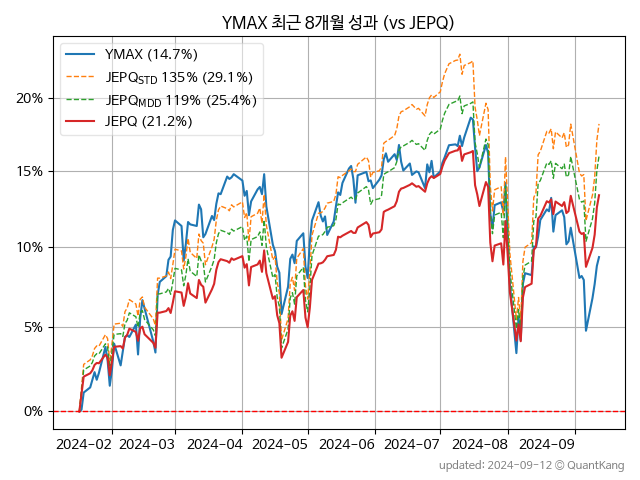 YMAX 최근 8개월 성과 (vs JEPQ)
YMAX (14.7%)
JEPQSTD 135% (29.1%)
JEPQMDD 119% (25.4%)
JEPQ (21.2%)
20%
15%
10%
5%
0%
2024-02 2024-03 2024-04 2024-05 2024-06 2024-07 2024-08 2024-09
updated: 2024-09-12 © QuantKang